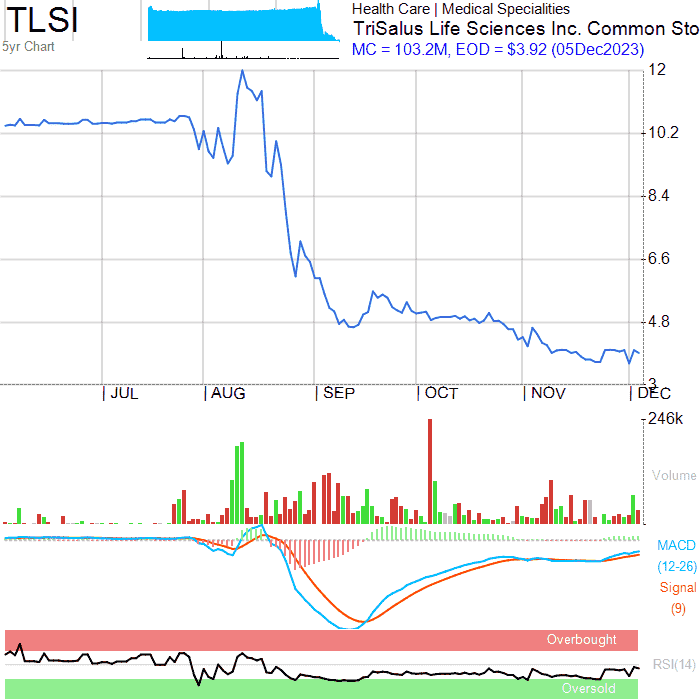 TLSI
5yr Chart
Health Care | Medical Specialities
TriSalus Life Sciences Inc. Common Sto
MC = 103.2M, EOD = $3.92 (05Dec2023)
12
10.2
8.4
6.6
4.8
3
JUL
AUG
SEP
OCT
NOV
DEC
246k
Volume
MACD
(12-26)
Signal
(9)
Overbought
RSI(14)
Oversold